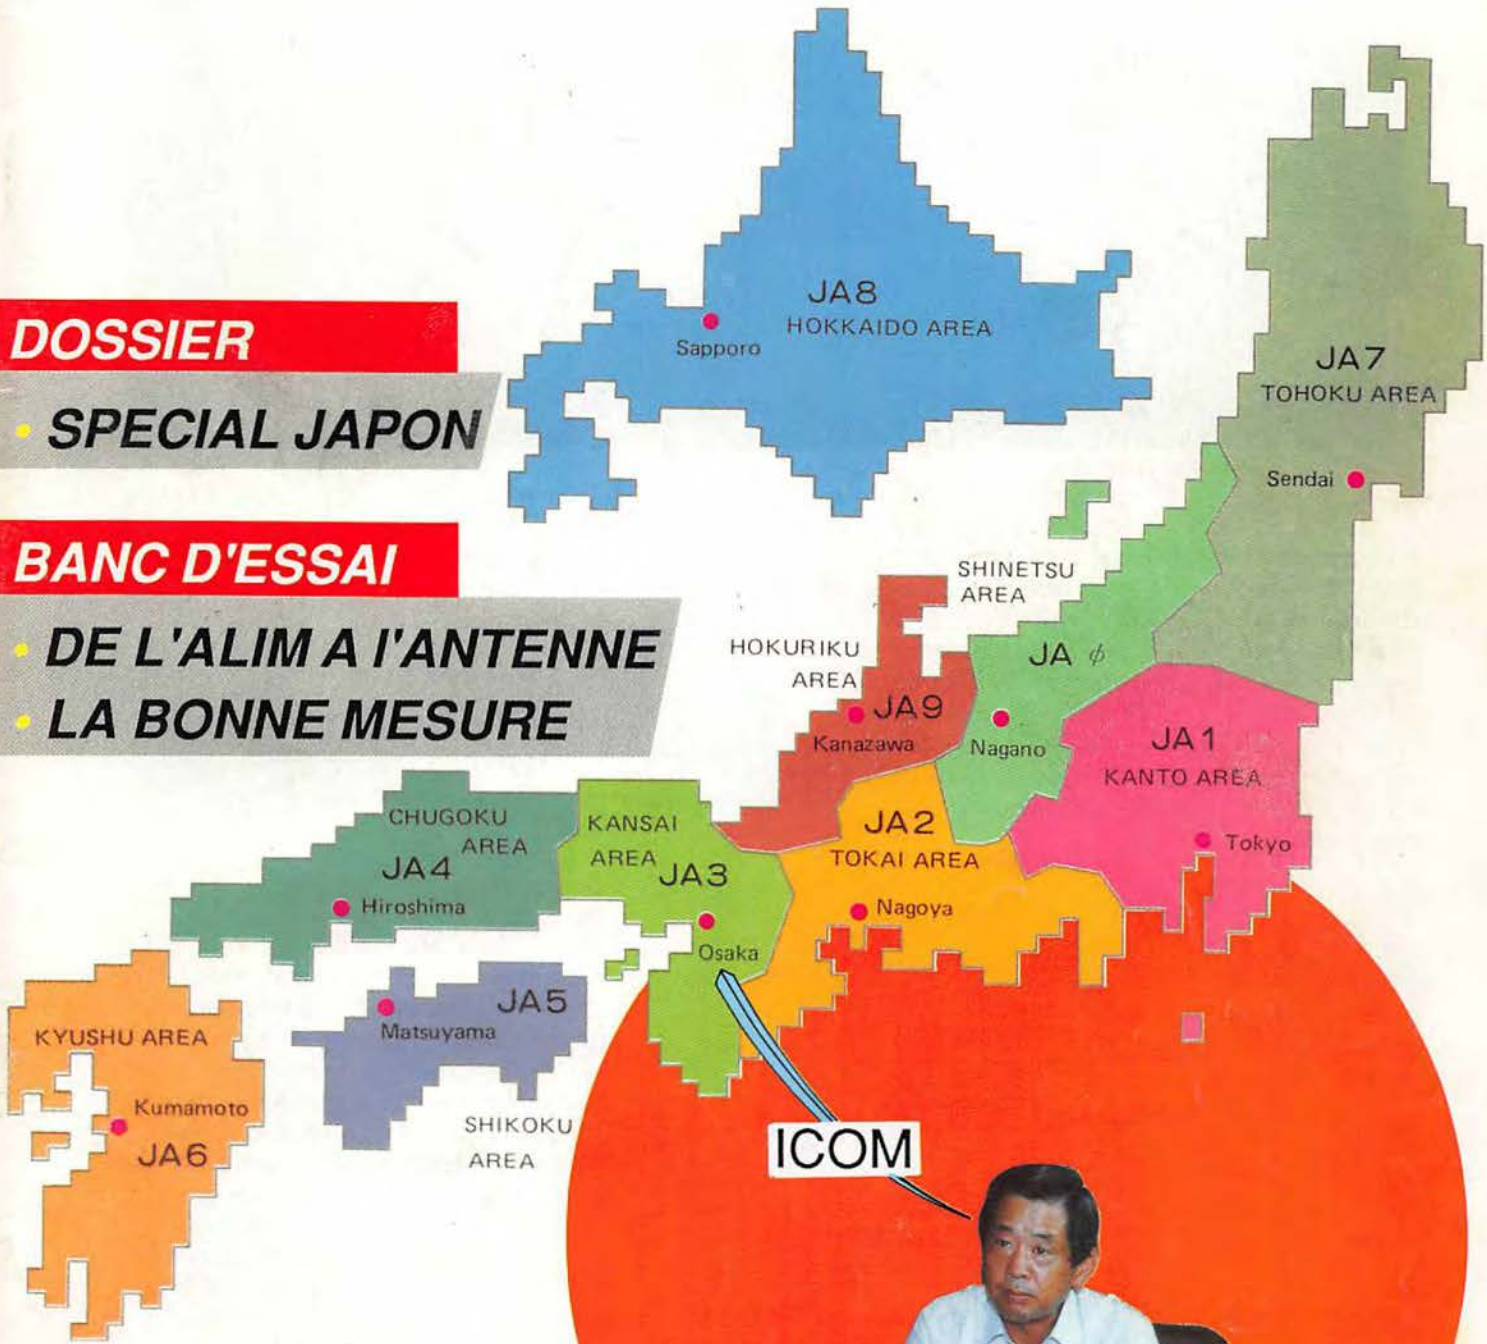 DOSSIER
• SPECIAL JAPON
BANC D'ESSAI
• DE L'ALIM A l'ANTENNE
• LA BONNE MESURE
JA8
HOKKAIDO AREA
Sapporo
JA7
TOHOKU AREA
Sendai
SHINETSU
AREA
JA φ
Nagano
HOKURIKU
AREA
JA9
Kanazawa
JA1
KANTO AREA
Tokyo
JA2
TOKAI AREA
Nagoya
KANSAI
AREA
JA3
Osaka
CHUGOKU
AREA
JA4
Hiroshima
JA5
Matsuyama
SHIKOKU
AREA
KYUSHU AREA
Kumamoto
JA6
ICOM